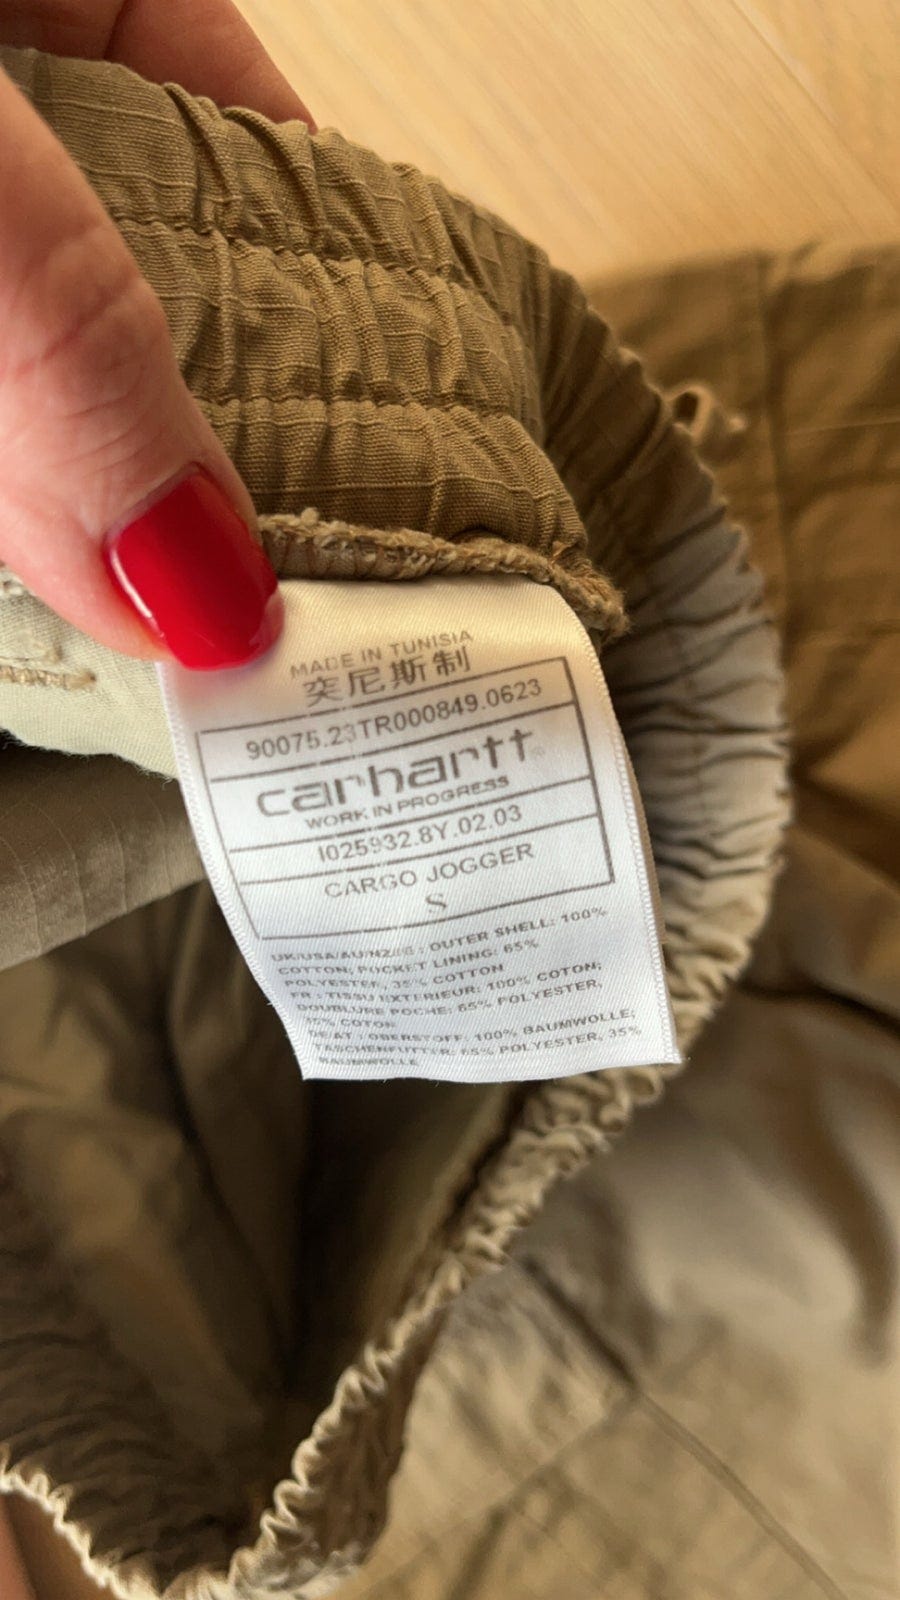 MADE IN TUNISIA
突尼斯制
90075.23TR000849.0623
carhartt®
WORK IN PROGRESS
I025932.8Y.02.03
CARGO JOGGER
S
UK/USA/AU/NZ/ : OUTER SHELL: 100%
COTTON; POCKET LINING: 65%
POLYESTER, 35% COTTON
FR : TISSU EXTERIEUR: 100% COTON;
DOUBLURE POCHE: 65% POLYESTER,
35% COTON
DE/AT : OBERSTOFF: 100% BAUMWOLLE;
TASCHENFUTTER: 65% POLYESTER, 35%
BAUMWOLLE